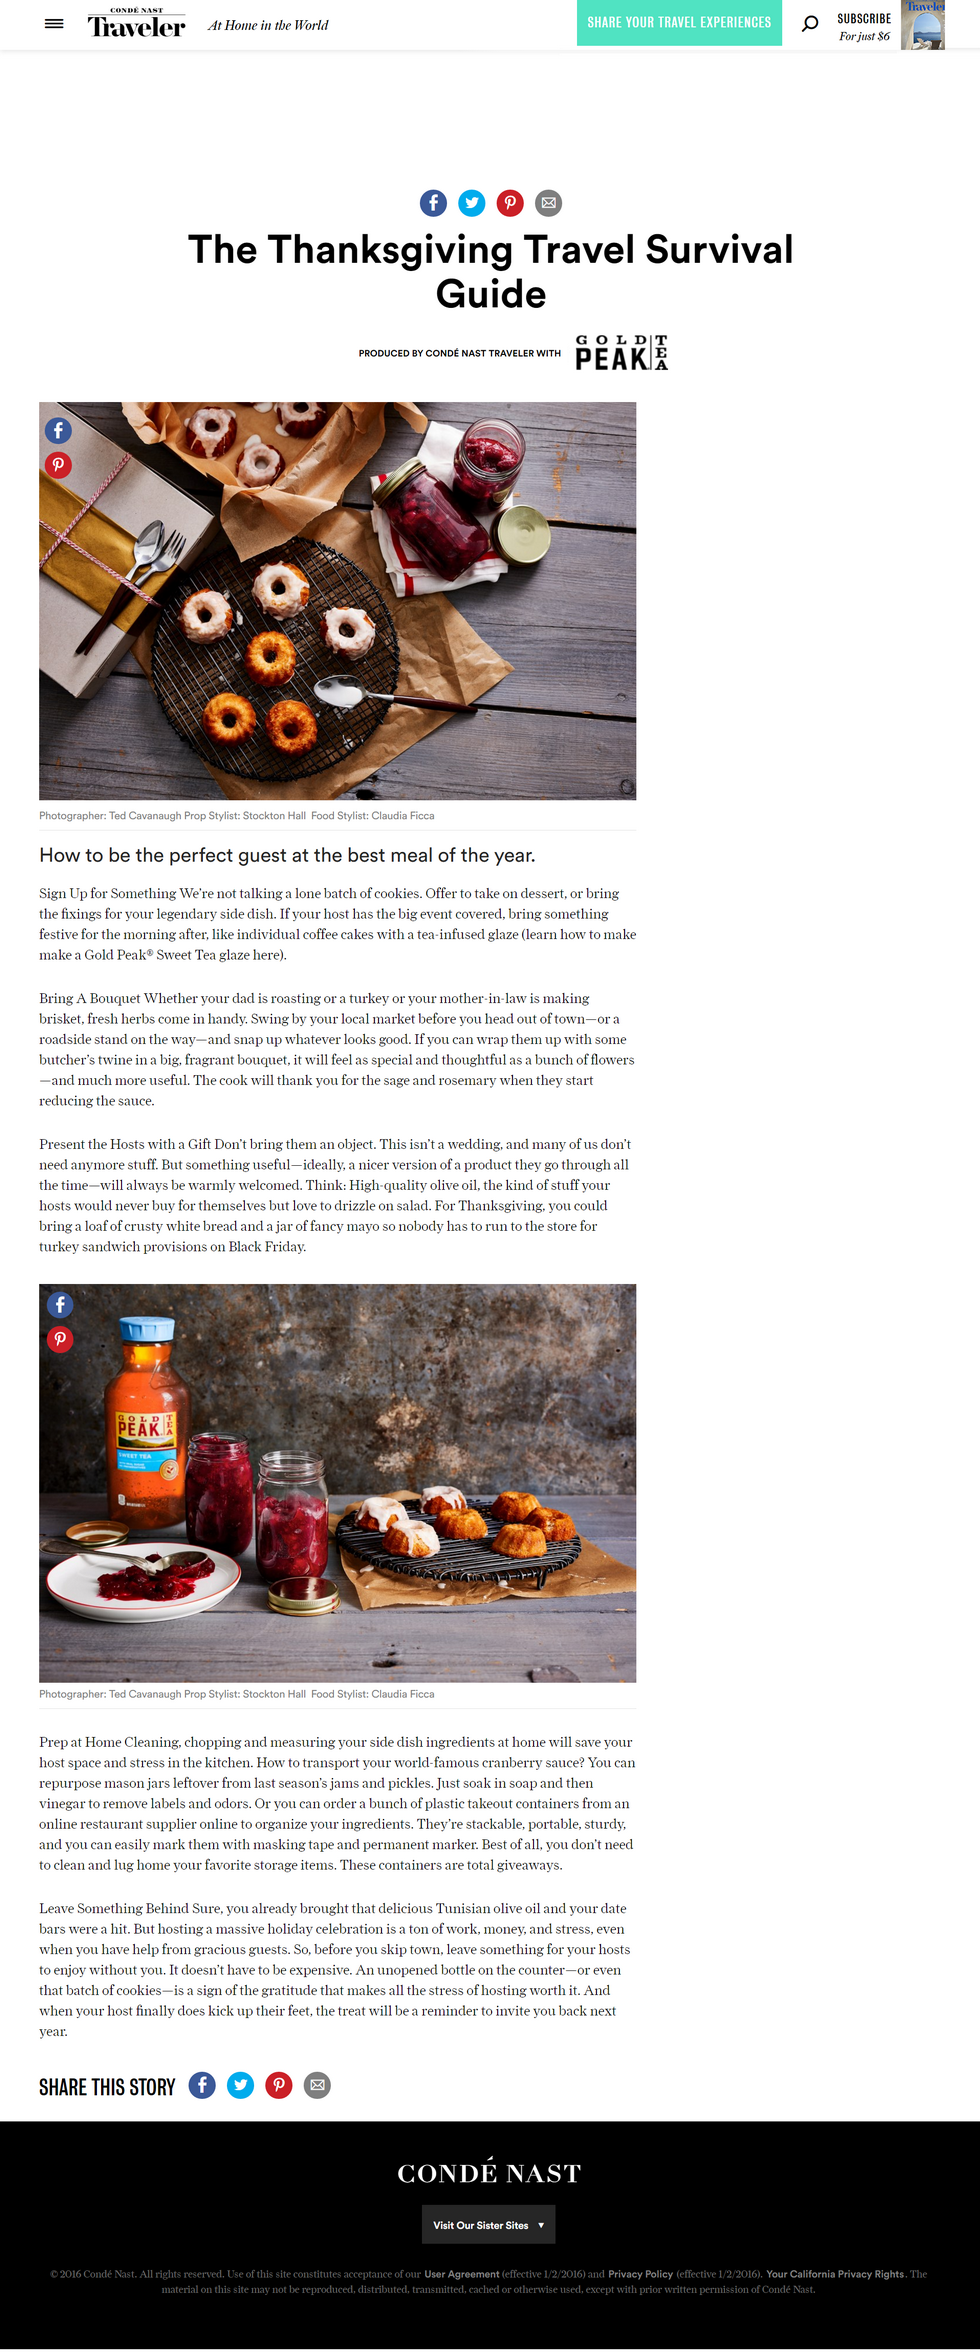 CONDÉ NAST
Traveler
At Home in the World
SHARE YOUR TRAVEL EXPERIENCES
SUBSCRIBE
For just $6
Traveler
The Thanksgiving Travel Survival
Guide
PRODUCED BY CONDÉ NAST TRAVELER WITH
GOLD PEAK TEA
Photographer: Ted Cavanaugh Prop Stylist: Stockton Hall Food Stylist: Claudia Ficca
How to be the perfect guest at the best meal of the year.
Sign Up for Something We're not talking a lone batch of cookies. Offer to take on dessert, or bring
the fixings for your legendary side dish. If your host has the big event covered, bring something
festive for the morning after, like individual coffee cakes with a tea-infused glaze (learn how to make
make a Gold Peak® Sweet Tea glaze here).
Bring A Bouquet Whether your dad is roasting or a turkey or your mother-in-law is making
brisket, fresh herbs come in handy. Swing by your local market before you head out of town—or a
roadside stand on the way—and snap up whatever looks good. If you can wrap them up with some
butcher's twine in a big, fragrant bouquet, it will feel as special and thoughtful as a bunch of flowers
—and much more useful. The cook will thank you for the sage and rosemary when they start
reducing the sauce.
Present the Hosts with a Gift Don't bring them an object. This isn't a wedding, and many of us don't
need anymore stuff. But something useful—ideally, a nicer version of a product they go through all
the time—will always be warmly welcomed. Think: High-quality olive oil, the kind of stuff your
hosts would never buy for themselves but love to drizzle on salad. For Thanksgiving, you could
bring a loaf of crusty white bread and a jar of fancy mayo so nobody has to run to the store for
turkey sandwich provisions on Black Friday.
GOLD PEAK TEA
SWEET TEA
Photographer: Ted Cavanaugh Prop Stylist: Stockton Hall Food Stylist: Claudia Ficca
Prep at Home Cleaning, chopping and measuring your side dish ingredients at home will save your
host space and stress in the kitchen. How to transport your world-famous cranberry sauce? You can
repurpose mason jars leftover from last season's jams and pickles. Just soak in soap and then
vinegar to remove labels and odors. Or you can order a bunch of plastic takeout containers from an
online restaurant supplier online to organize your ingredients. They're stackable, portable, sturdy,
and you can easily mark them with masking tape and permanent marker. Best of all, you don't need
to clean and lug home your favorite storage items. These containers are total giveaways.
Leave Something Behind Sure, you already brought that delicious Tunisian olive oil and your date
bars were a hit. But hosting a massive holiday celebration is a ton of work, money, and stress, even
when you have help from gracious guests. So, before you skip town, leave something for your hosts
to enjoy without you. It doesn't have to be expensive. An unopened bottle on the counter—or even
that batch of cookies—is a sign of the gratitude that makes all the stress of hosting worth it. And
when your host finally does kick up their feet, the treat will be a reminder to invite you back next
year.
SHARE THIS STORY
CONDÉ NAST
Visit Our Sister Sites
© 2016 Condé Nast. All rights reserved. Use of this site constitutes acceptance of our User Agreement (effective 1/2/2016) and Privacy Policy (effective 1/2/2016). Your California Privacy Rights. The
material on this site may not be reproduced, distributed, transmitted, cached or otherwise used, except with prior written permission of Condé Nast.